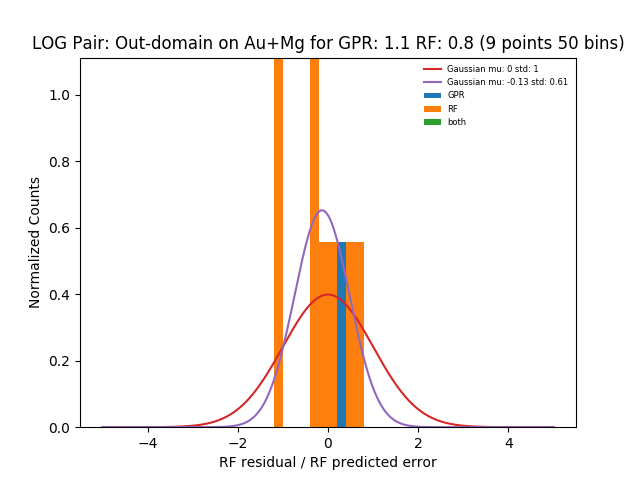 LOG Pair: Out-domain on Au+Mg for GPR: 1.1 RF: 0.8 (9 points 50 bins)
Gaussian mu: 0 std: 1
Gaussian mu: -0.13 std: 0.61
GPR
RF
both
Normalized Counts
1.0
0.8
0.6
0.4
0.2
0.0
−4
−2
0
2
4
RF residual / RF predicted error